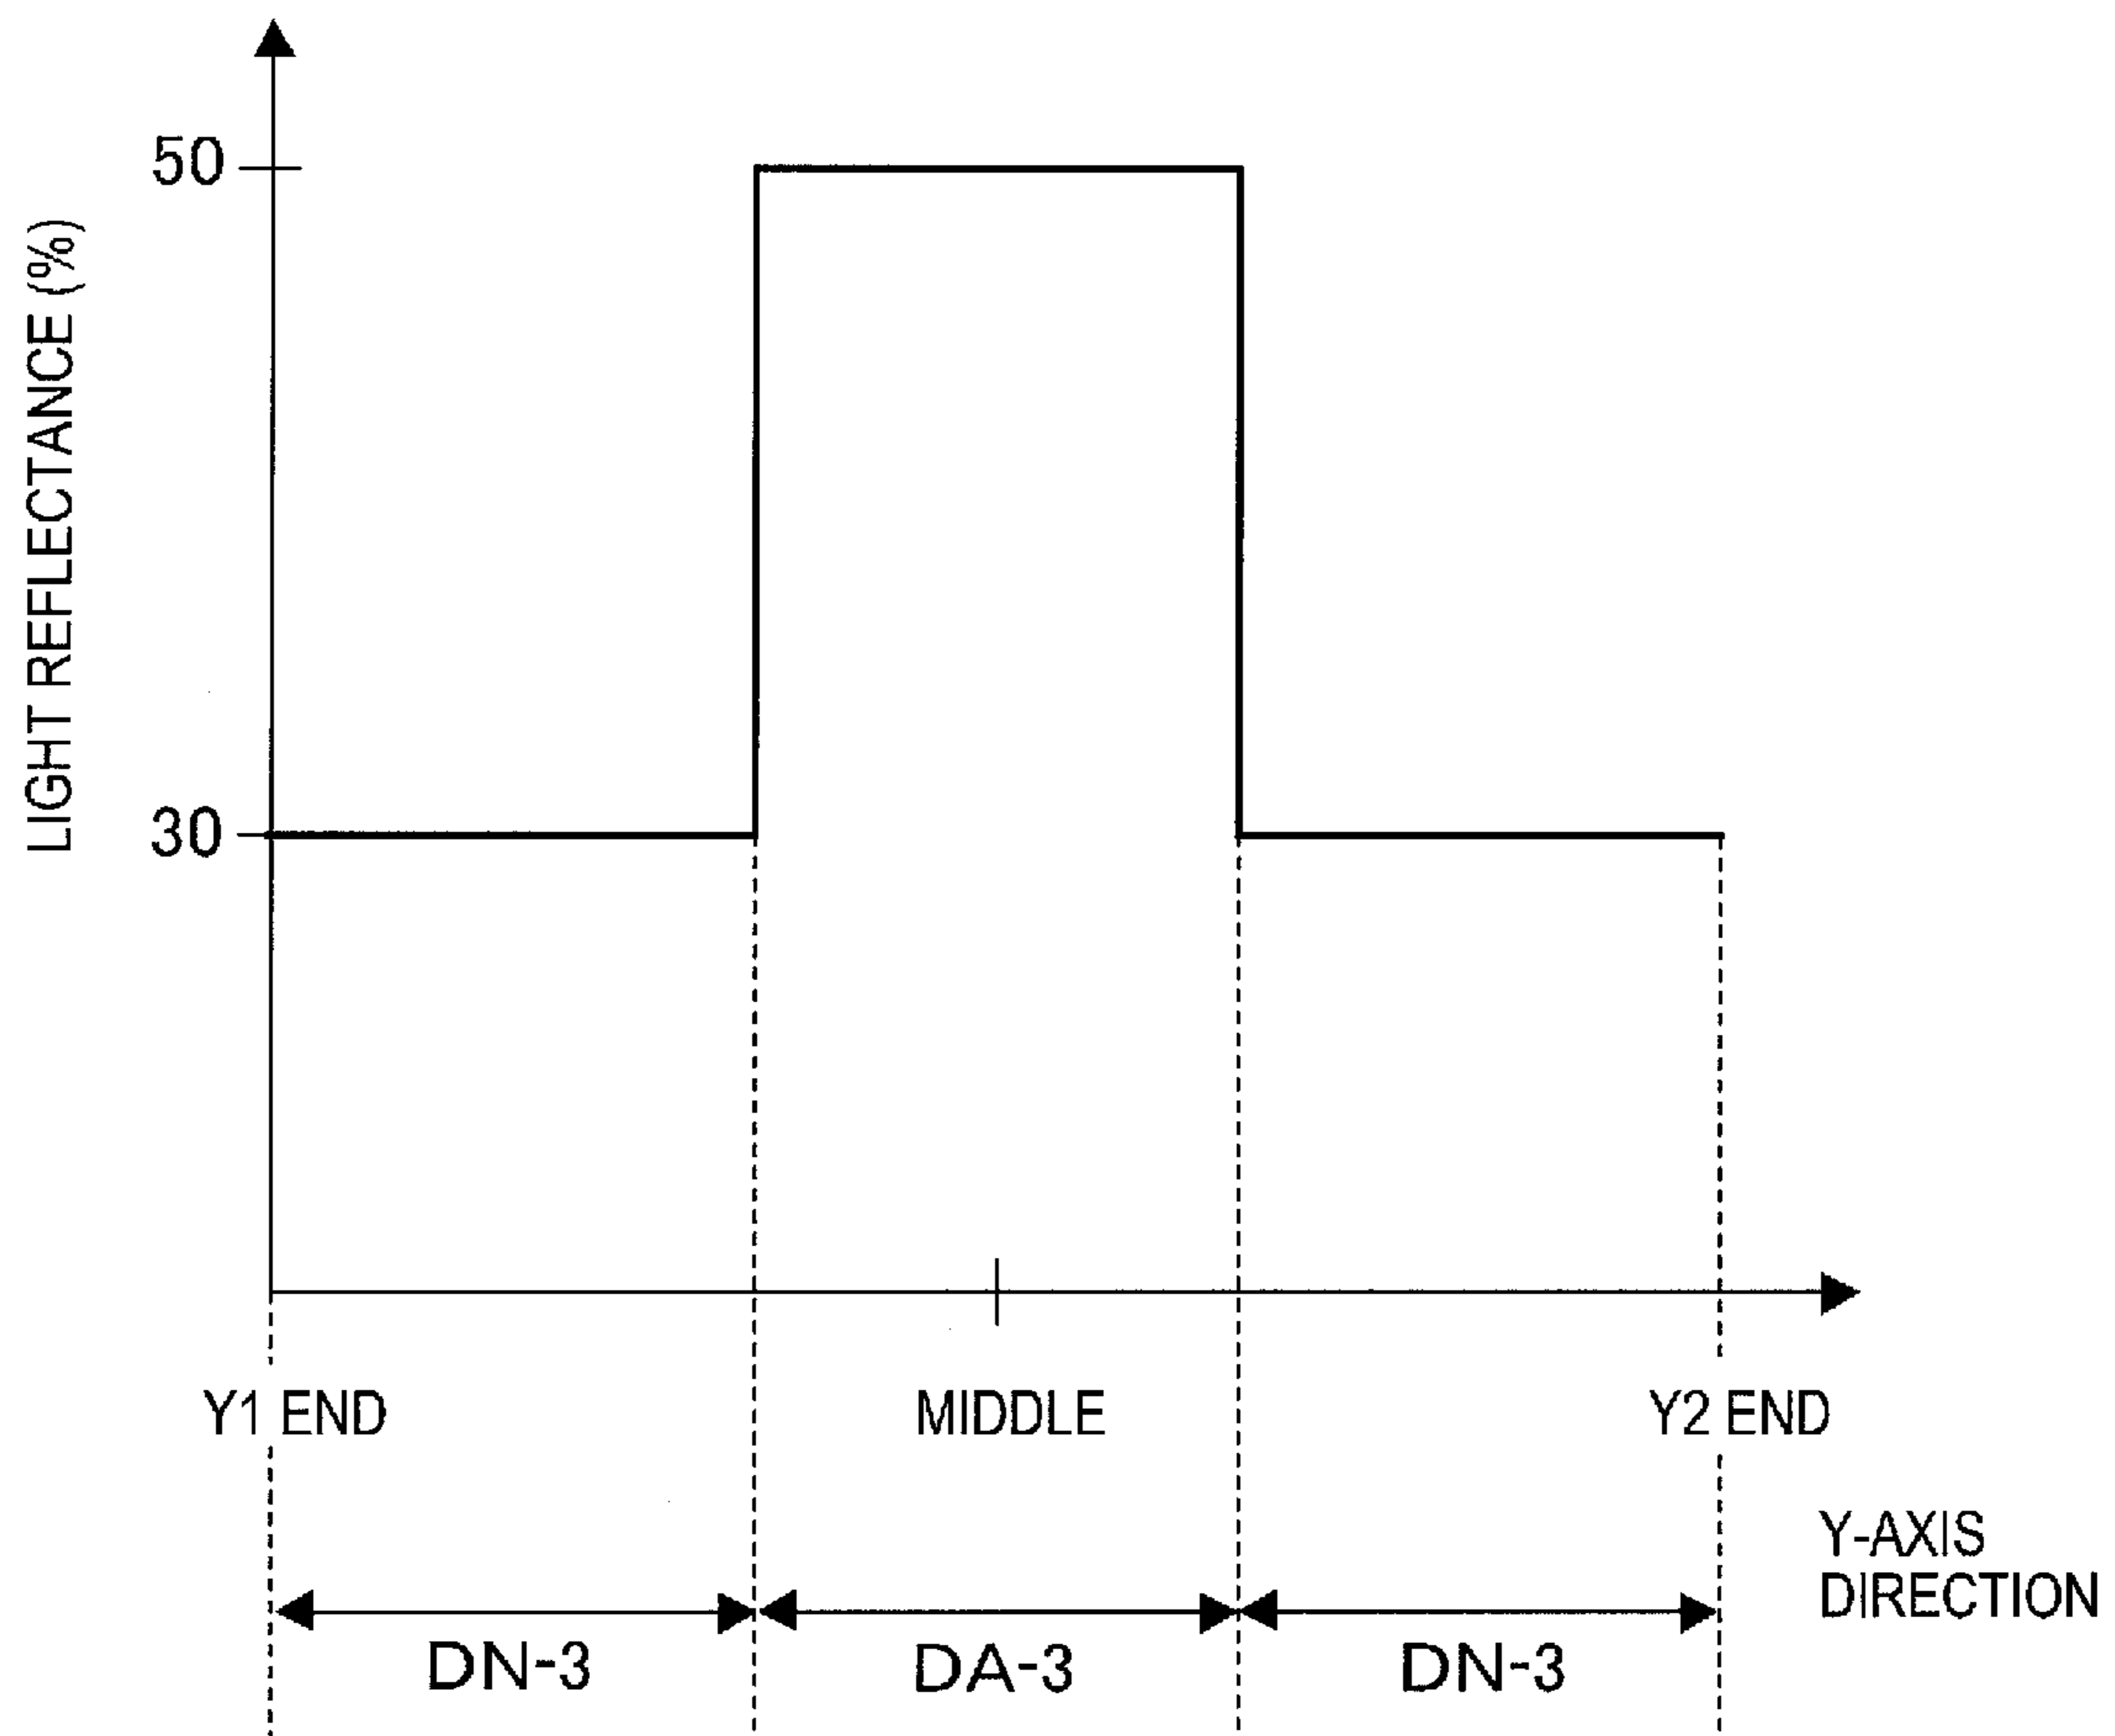 LIGHT REFLECTANCE (%)
50
30
Y1 END
MIDDLE
Y2 END
Y-AXIS
DIRECTION
DN-3
DA-3
DN-3